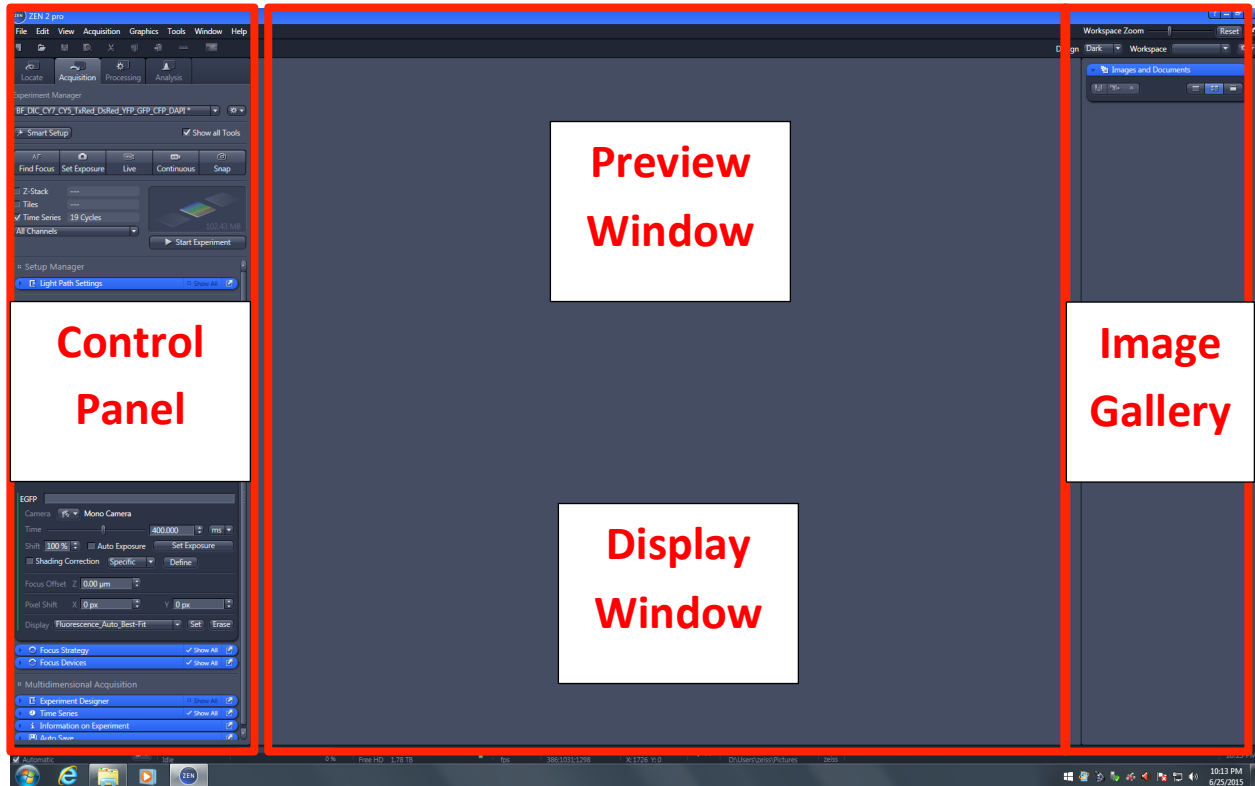 ZEN ZEN 2 pro
File Edit View Acquisition Graphics Tools Window Help
Workspace Zoom Reset
Design Dark Workspace
Locate Acquisition Processing Analysis
Images and Documents
Experiment Manager
BF_DIC_CY7_CY5_TxRed_DsRed_YFP_GFP_CFP_DAPI *
Smart Setup Show all Tools
AF
Find Focus Set Exposure Live Continuous Snap
Z-Stack ---
Tiles ---
Time Series 19 Cycles
102.43 MB
All Channels
Start Experiment
Setup Manager
Light Path Settings Show All
Preview
Window
Control
Panel
Image
Gallery
Display
Window
EGFP
Camera Mono Camera
Time 400.000 ms
Shift 100 % Auto Exposure Set Exposure
Shading Correction Specific Define
Focus Offset Z 0.00 µm
Pixel Shift X 0 px Y 0 px
Display Fluorescence_Auto_Best-Fit Set Erase
Focus Strategy Show All
Focus Devices Show All
Multidimensional Acquisition
Experiment Designer Show All
Time Series Show All
Information on Experiment
Auto Save
Automatic Idle 0 % Free HD 1,78 TB fps 386;1031;1298 X: 1726 Y: 0 D:\Users\zeiss\Pictures zeiss
ZEN
10:13 PM
6/25/2015